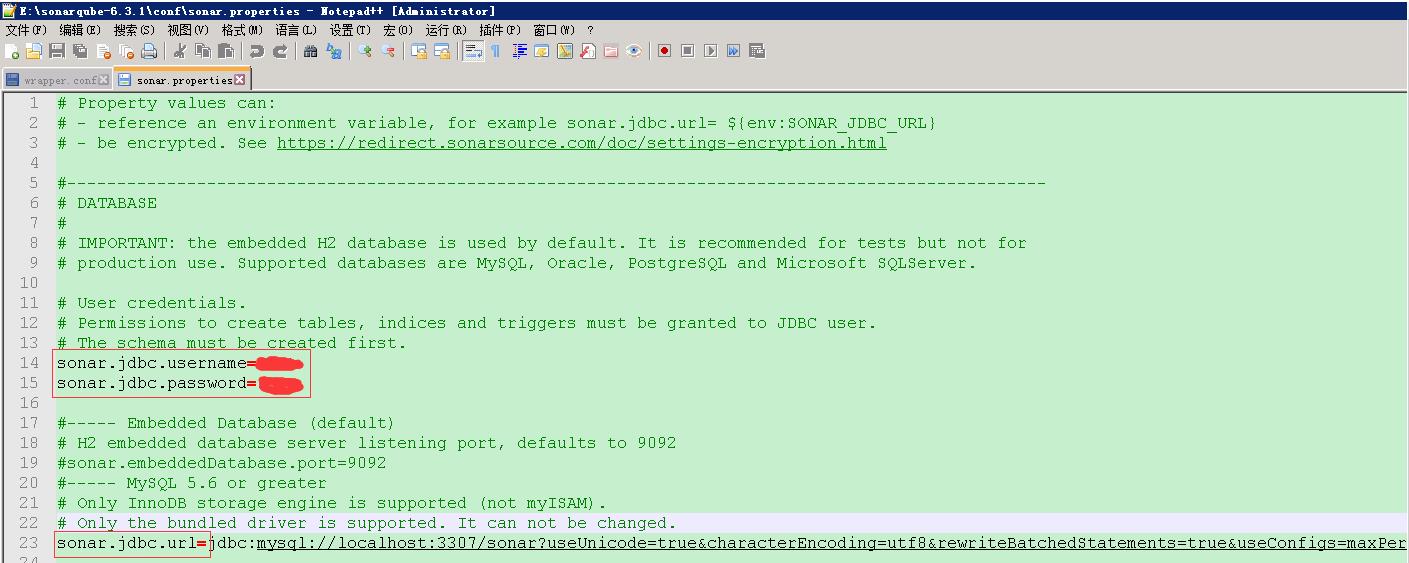 E:\sonarqube-6.3.1\conf\sonar.properties - Notepad++ [Administrator]
文件(F) 编辑(E) 搜索(S) 视图(V) 格式(M) 语言(L) 设置(T) 宏(O) 运行(R) 插件(P) 窗口(W) ?
wrapper.conf sonar.properties
1 # Property values can:
2 # - reference an environment variable, for example sonar.jdbc.url= ${env:SONAR_JDBC_URL}
3 # - be encrypted. See https://redirect.sonarsource.com/doc/settings-encryption.html
4
5 #--------------------------------------------------------------------------------------------------
6 # DATABASE
7 #
8 # IMPORTANT: the embedded H2 database is used by default. It is recommended for tests but not for
9 # production use. Supported databases are MySQL, Oracle, PostgreSQL and Microsoft SQLServer.
10
11 # User credentials.
12 # Permissions to create tables, indices and triggers must be granted to JDBC user.
13 # The schema must be created first.
14 sonar.jdbc.username=
15 sonar.jdbc.password=
16
17 #----- Embedded Database (default)
18 # H2 embedded database server listening port, defaults to 9092
19 #sonar.embeddedDatabase.port=9092
20 #----- MySQL 5.6 or greater
21 # Only InnoDB storage engine is supported (not myISAM).
22 # Only the bundled driver is supported. It can not be changed.
23 sonar.jdbc.url=jdbc:mysql://localhost:3307/sonar?useUnicode=true&characterEncoding=utf8&rewriteBatchedStatements=true&useConfigs=maxPer
24